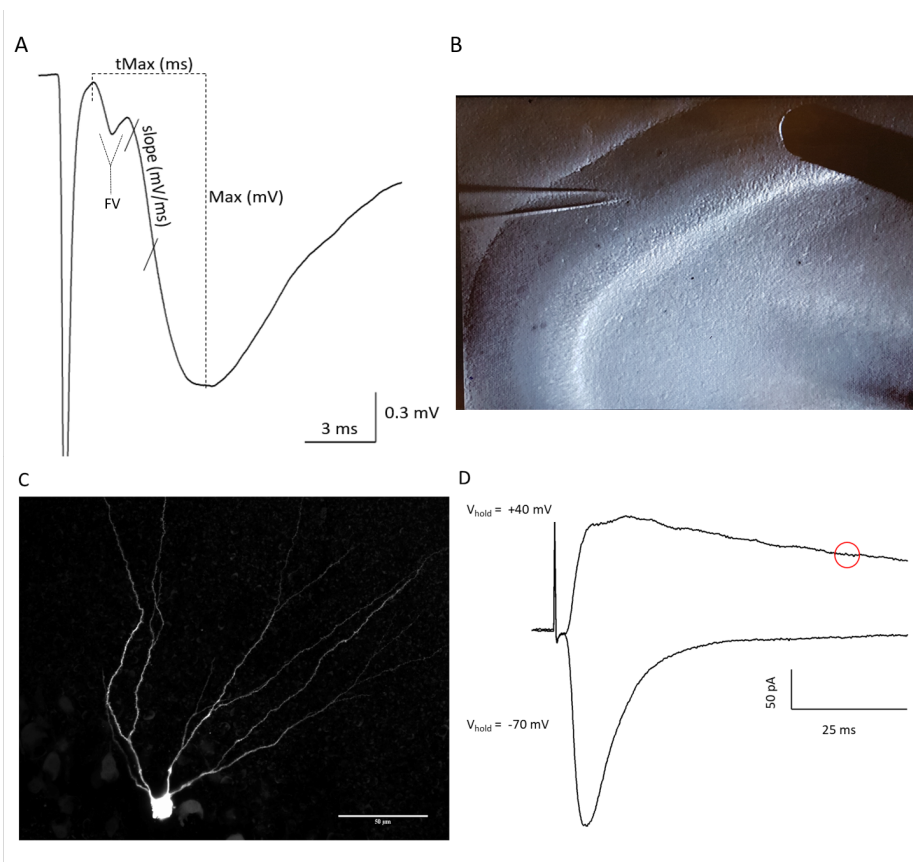 A
tMax (ms)
slope (mV/ms)
FV
Max (mV)
0.3 mV
3 ms
B
C
50 µm
D
Vhold = +40 mV
50 pA
25 ms
Vhold = -70 mV